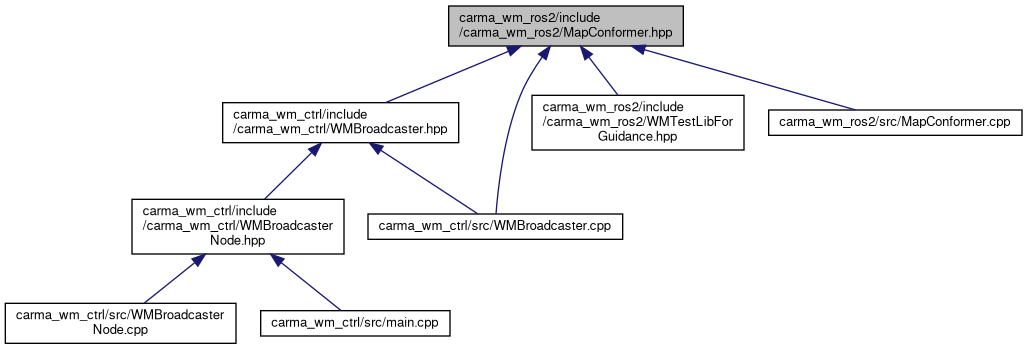 carma_wm_ros2/include
/carma_wm_ros2/MapConformer.hpp
carma_wm_ctrl/include
/carma_wm_ctrl/WMBroadcaster.hpp
carma_wm_ros2/include
/carma_wm_ros2/WMTestLibFor
Guidance.hpp
carma_wm_ros2/src/MapConformer.cpp
carma_wm_ctrl/include
/carma_wm_ctrl/WMBroadcaster
Node.hpp
carma_wm_ctrl/src/WMBroadcaster.cpp
carma_wm_ctrl/src/WMBroadcaster
Node.cpp
carma_wm_ctrl/src/main.cpp